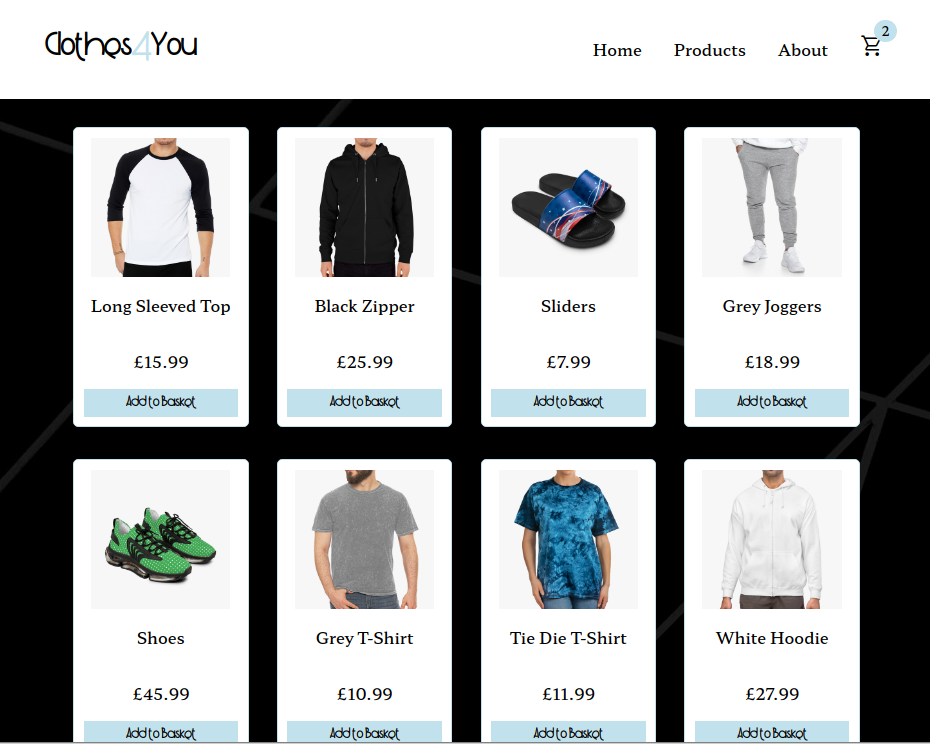 Clothes4You
Home Products About 2
Long Sleeved Top Black Zipper Sliders Grey Joggers
£15.99 £25.99 £7.99 £18.99
Add to Basket Add to Basket Add to Basket Add to Basket
Shoes Grey T-Shirt Tie Die T-Shirt White Hoodie
£45.99 £10.99 £11.99 £27.99
Add to Basket Add to Basket Add to Basket Add to Basket